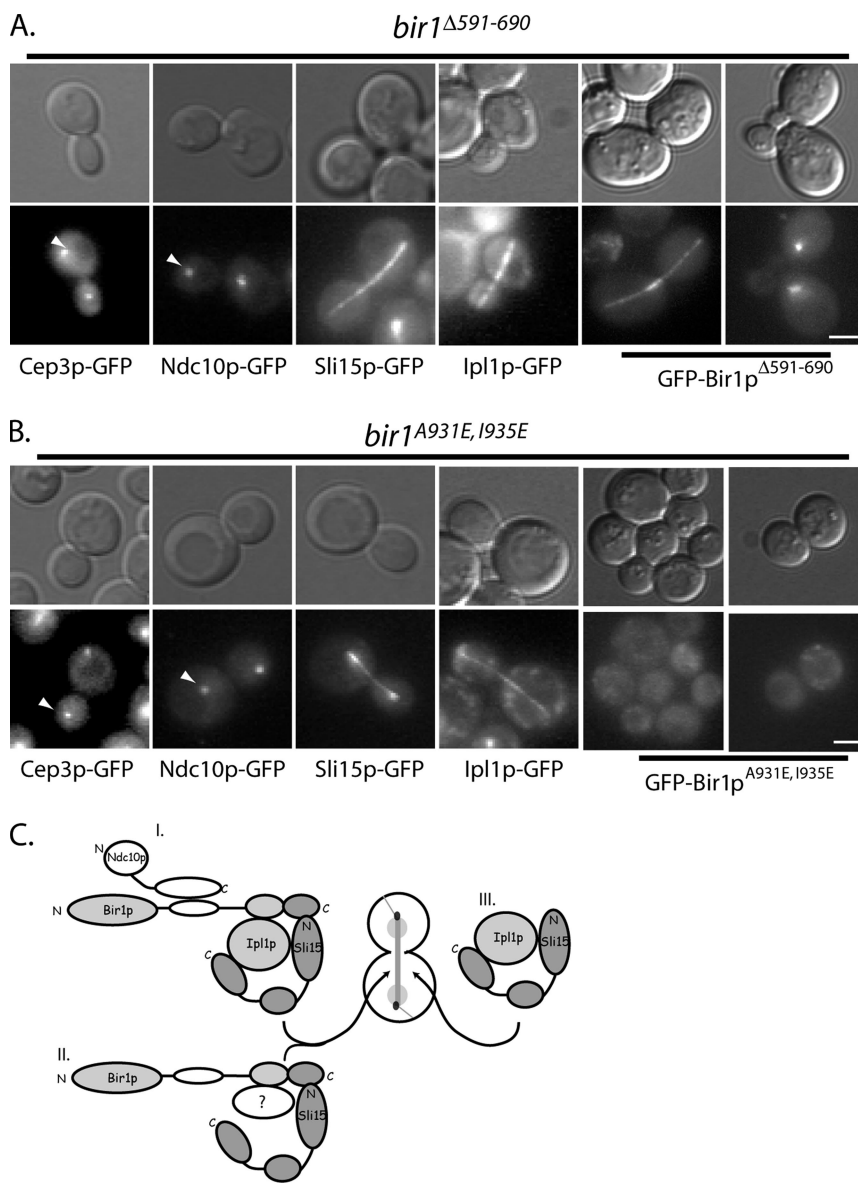 A.
bir1Δ591-690
Cep3p-GFP Ndc10p-GFP Sli15p-GFP Ipl1p-GFP
GFP-Bir1pΔ591-690
B.
bir1A931E, I935E
Cep3p-GFP Ndc10p-GFP Sli15p-GFP Ipl1p-GFP
GFP-Bir1pA931E, I935E
C.
I.
N Ndc10p C
N Bir1p C
Ipl1p N Sli15 C
III.
Ipl1p N Sli15 C
II.
N Bir1p C
? N Sli15 C